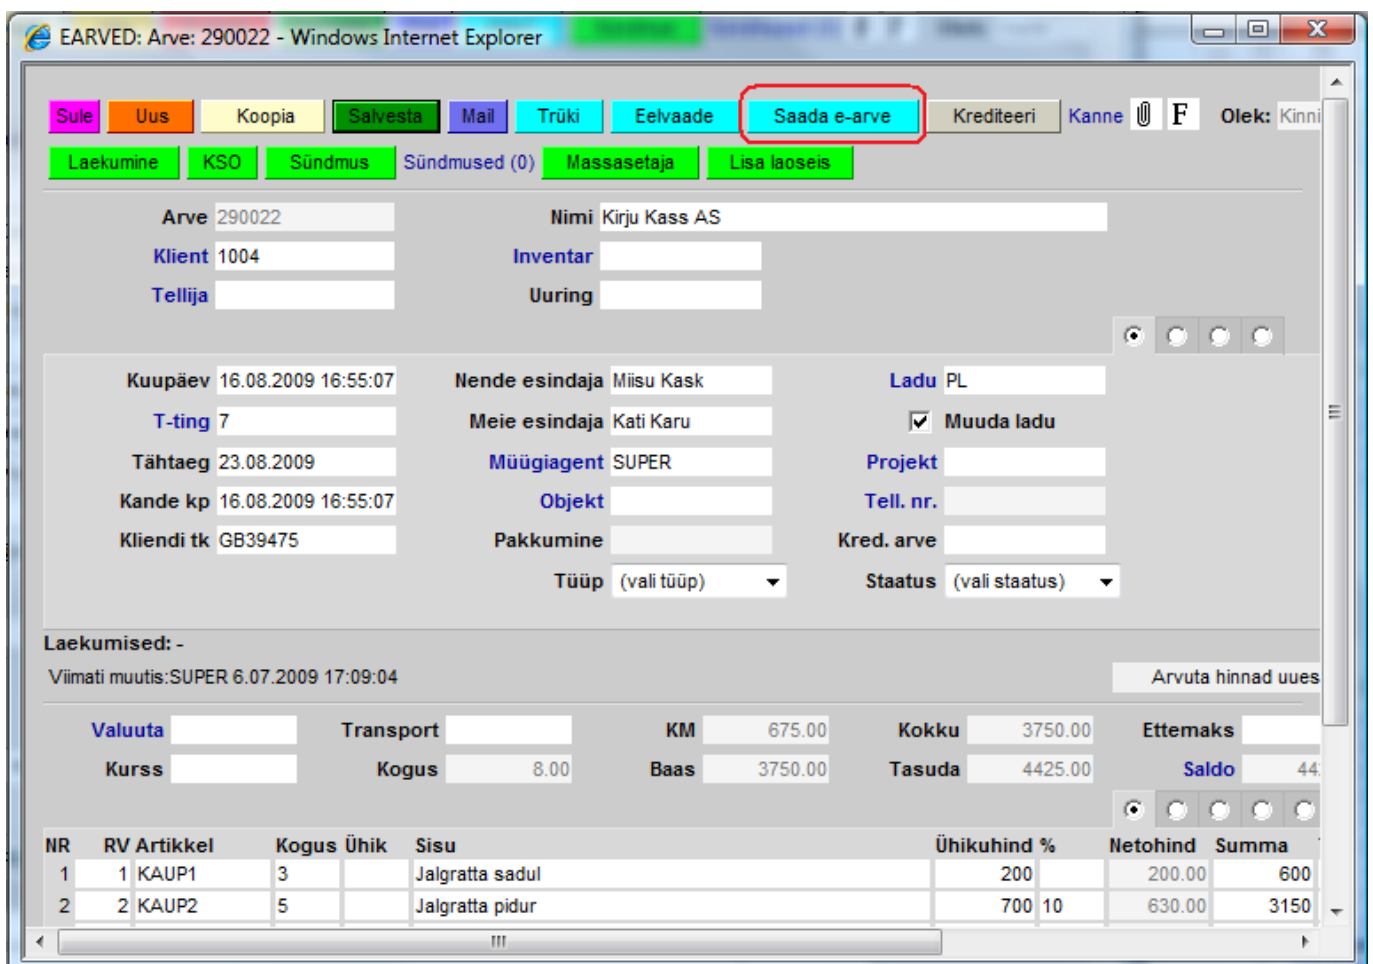 EARVED: Arve: 290022 - Windows Internet Explorer
Sule Uus Koopia Salvesta Mail Trüki Eelvaade Saada e-arve Krediteeri Kanne F Olek: Kinni
Laekumine KSO Sündmus Sündmused (0) Massasetaja Lisa laoseis
Arve 290022 Nimi Kirju Kass AS
Klient 1004 Inventar
Tellija Uuring
Kuupäev 16.08.2009 16:55:07 Nende esindaja Miisu Kask Ladu PL
T-ting 7 Meie esindaja Kati Karu Muuda ladu
Tähtaeg 23.08.2009 Müügiagent SUPER Projekt
Kande kp 16.08.2009 16:55:07 Objekt Tell. nr.
Kliendi tk GB39475 Pakkumine Kred. arve
Tüüp (vali tüüp) Staatus (vali staatus)
Laekumised: -
Viimati muutis:SUPER 6.07.2009 17:09:04 Arvuta hinnad uues
Valuuta Transport KM 675.00 Kokku 3750.00 Ettemaks
Kurss Kogus 8.00 Baas 3750.00 Tasuda 4425.00 Saldo 44
NR RV Artikkel Kogus Ühik Sisu Ühikuhind % Netohind Summa
1 1 KAUP1 3 Jalgratta sadul 200 200.00 600
2 2 KAUP2 5 Jalgratta pidur 700 10 630.00 3150